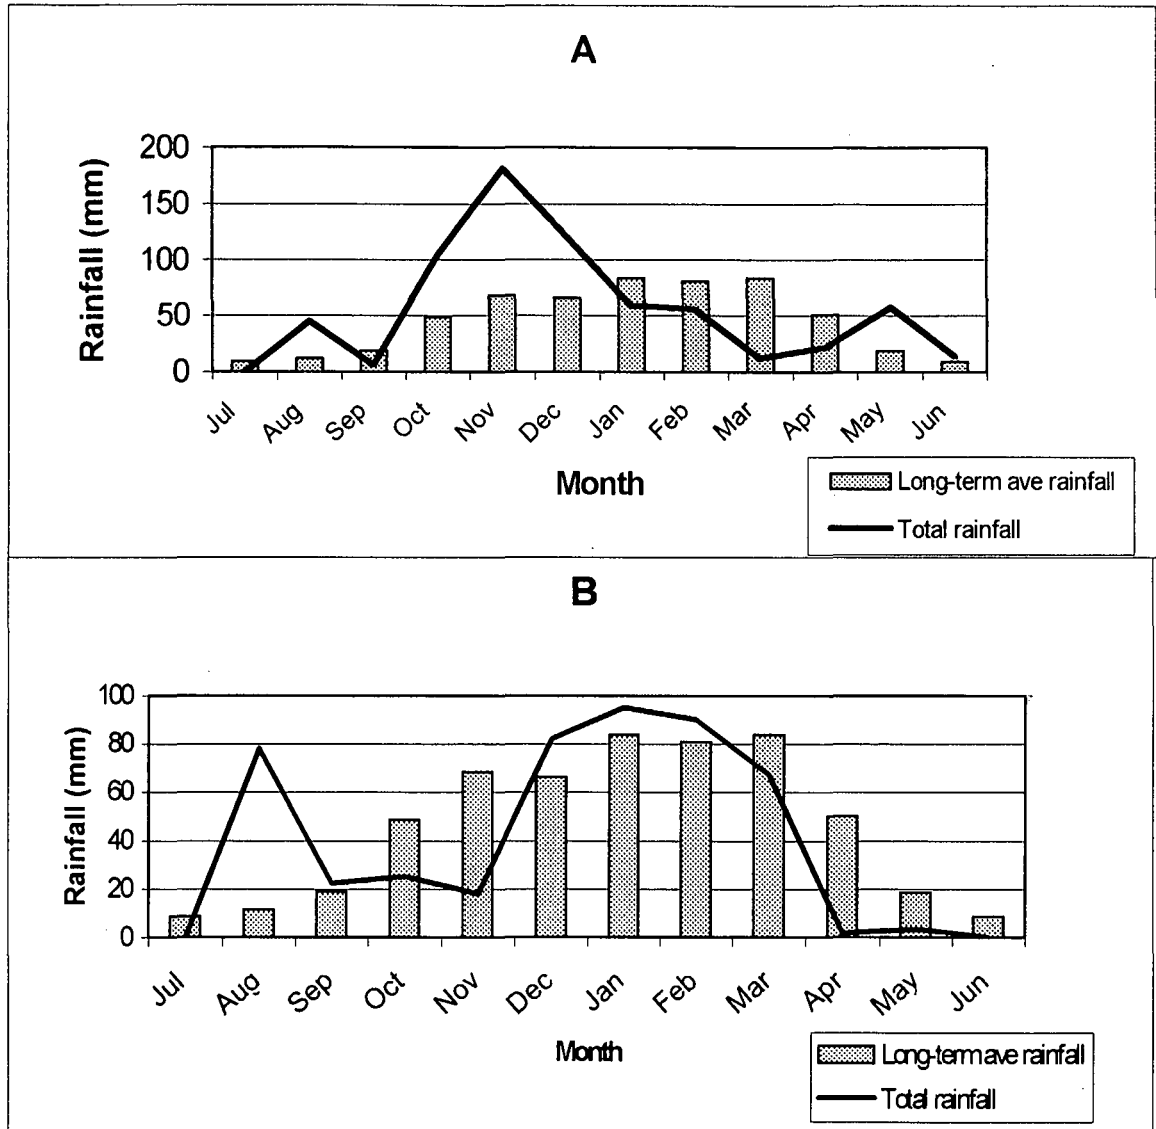 A
Rainfall (mm)
200
150
100
50
0
Jul Aug Sep Oct Nov Dec Jan Feb Mar Apr May Jun
Month
Long-term ave rainfall
Total rainfall
B
Rainfall (mm)
100
80
60
40
20
0
Jul Aug Sep Oct Nov Dec Jan Feb Mar Apr May Jun
Month
Long-term ave rainfall
Total rainfall